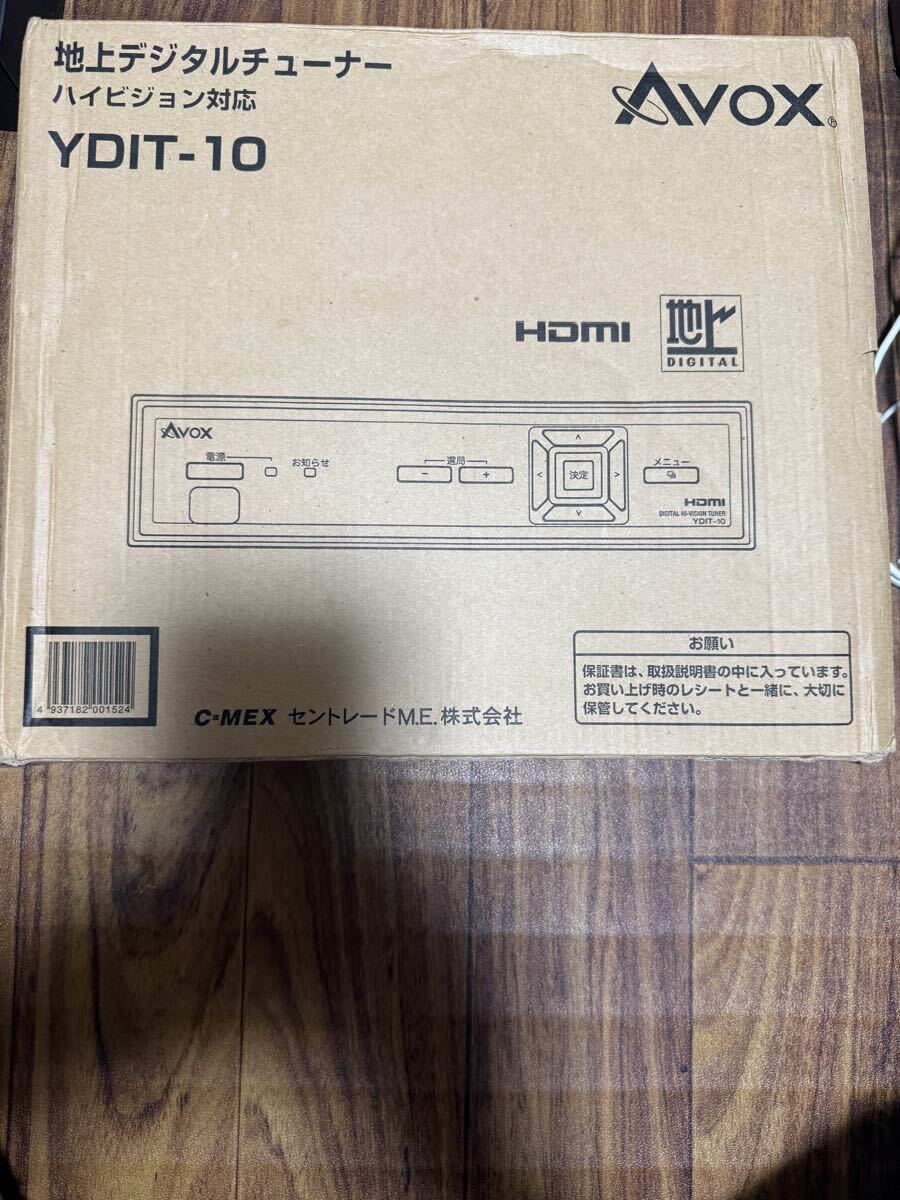 地上デジタルチューナー
ハイビジョン対応
YDIT-10
AVOX®
HDMI
地上
DIGITAL
AVOX
電源
お知らせ
選局
- +
∧
< 決定 >
∨
メニュー
HDMI
DIGITAL HI-VISION TUNER
YDIT-10
お願い
保証書は、取扱説明書の中に入っています。
お買い上げ時のレシートと一緒に、大切に
保管してください。
4 937182 001524
C=MEX セントレードM.E.株式会社